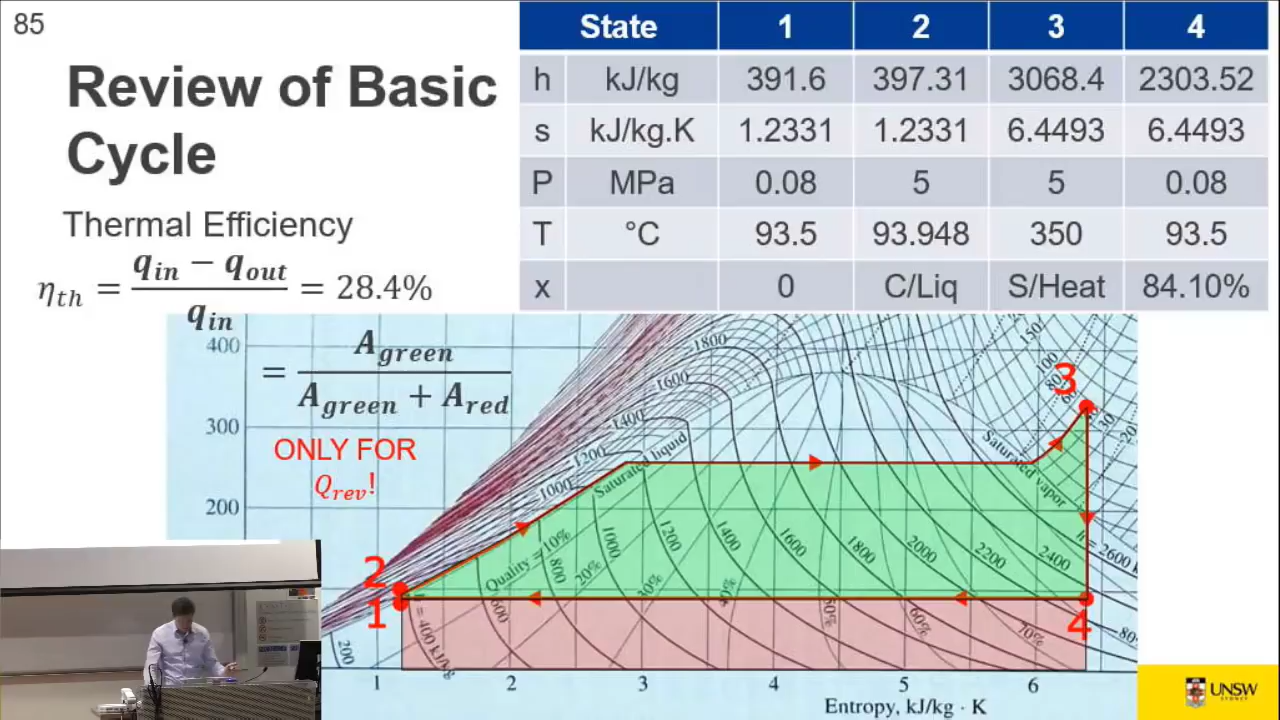 85
Review of Basic
Cycle
Thermal Efficiency
η_th = (q_in − q_out) / q_in = 28.4%
= A_green / (A_green + A_red)
ONLY FOR
Q_rev!
State 1 2 3 4
h kJ/kg 391.6 397.31 3068.4 2303.52
s kJ/kg.K 1.2331 1.2331 6.4493 6.4493
P MPa 0.08 5 5 0.08
T °C 93.5 93.948 350 93.5
x 0 C/Liq S/Heat 84.10%
400
300
200
1800
1600
1400
1200
1000
Saturated liquid
Saturated vapor
150
100
80
30
20
3
Quality = 10%
800
600
20%
1000
30%
1200
40%
1400
1600
1800
2000
2200
2400
h = 2600
2
1
4
h = 400 kJ/kg
200
50%
60%
70%
80
1 2 3 4 5 6
Entropy, kJ/kg · K
UNSW
SYDNEY